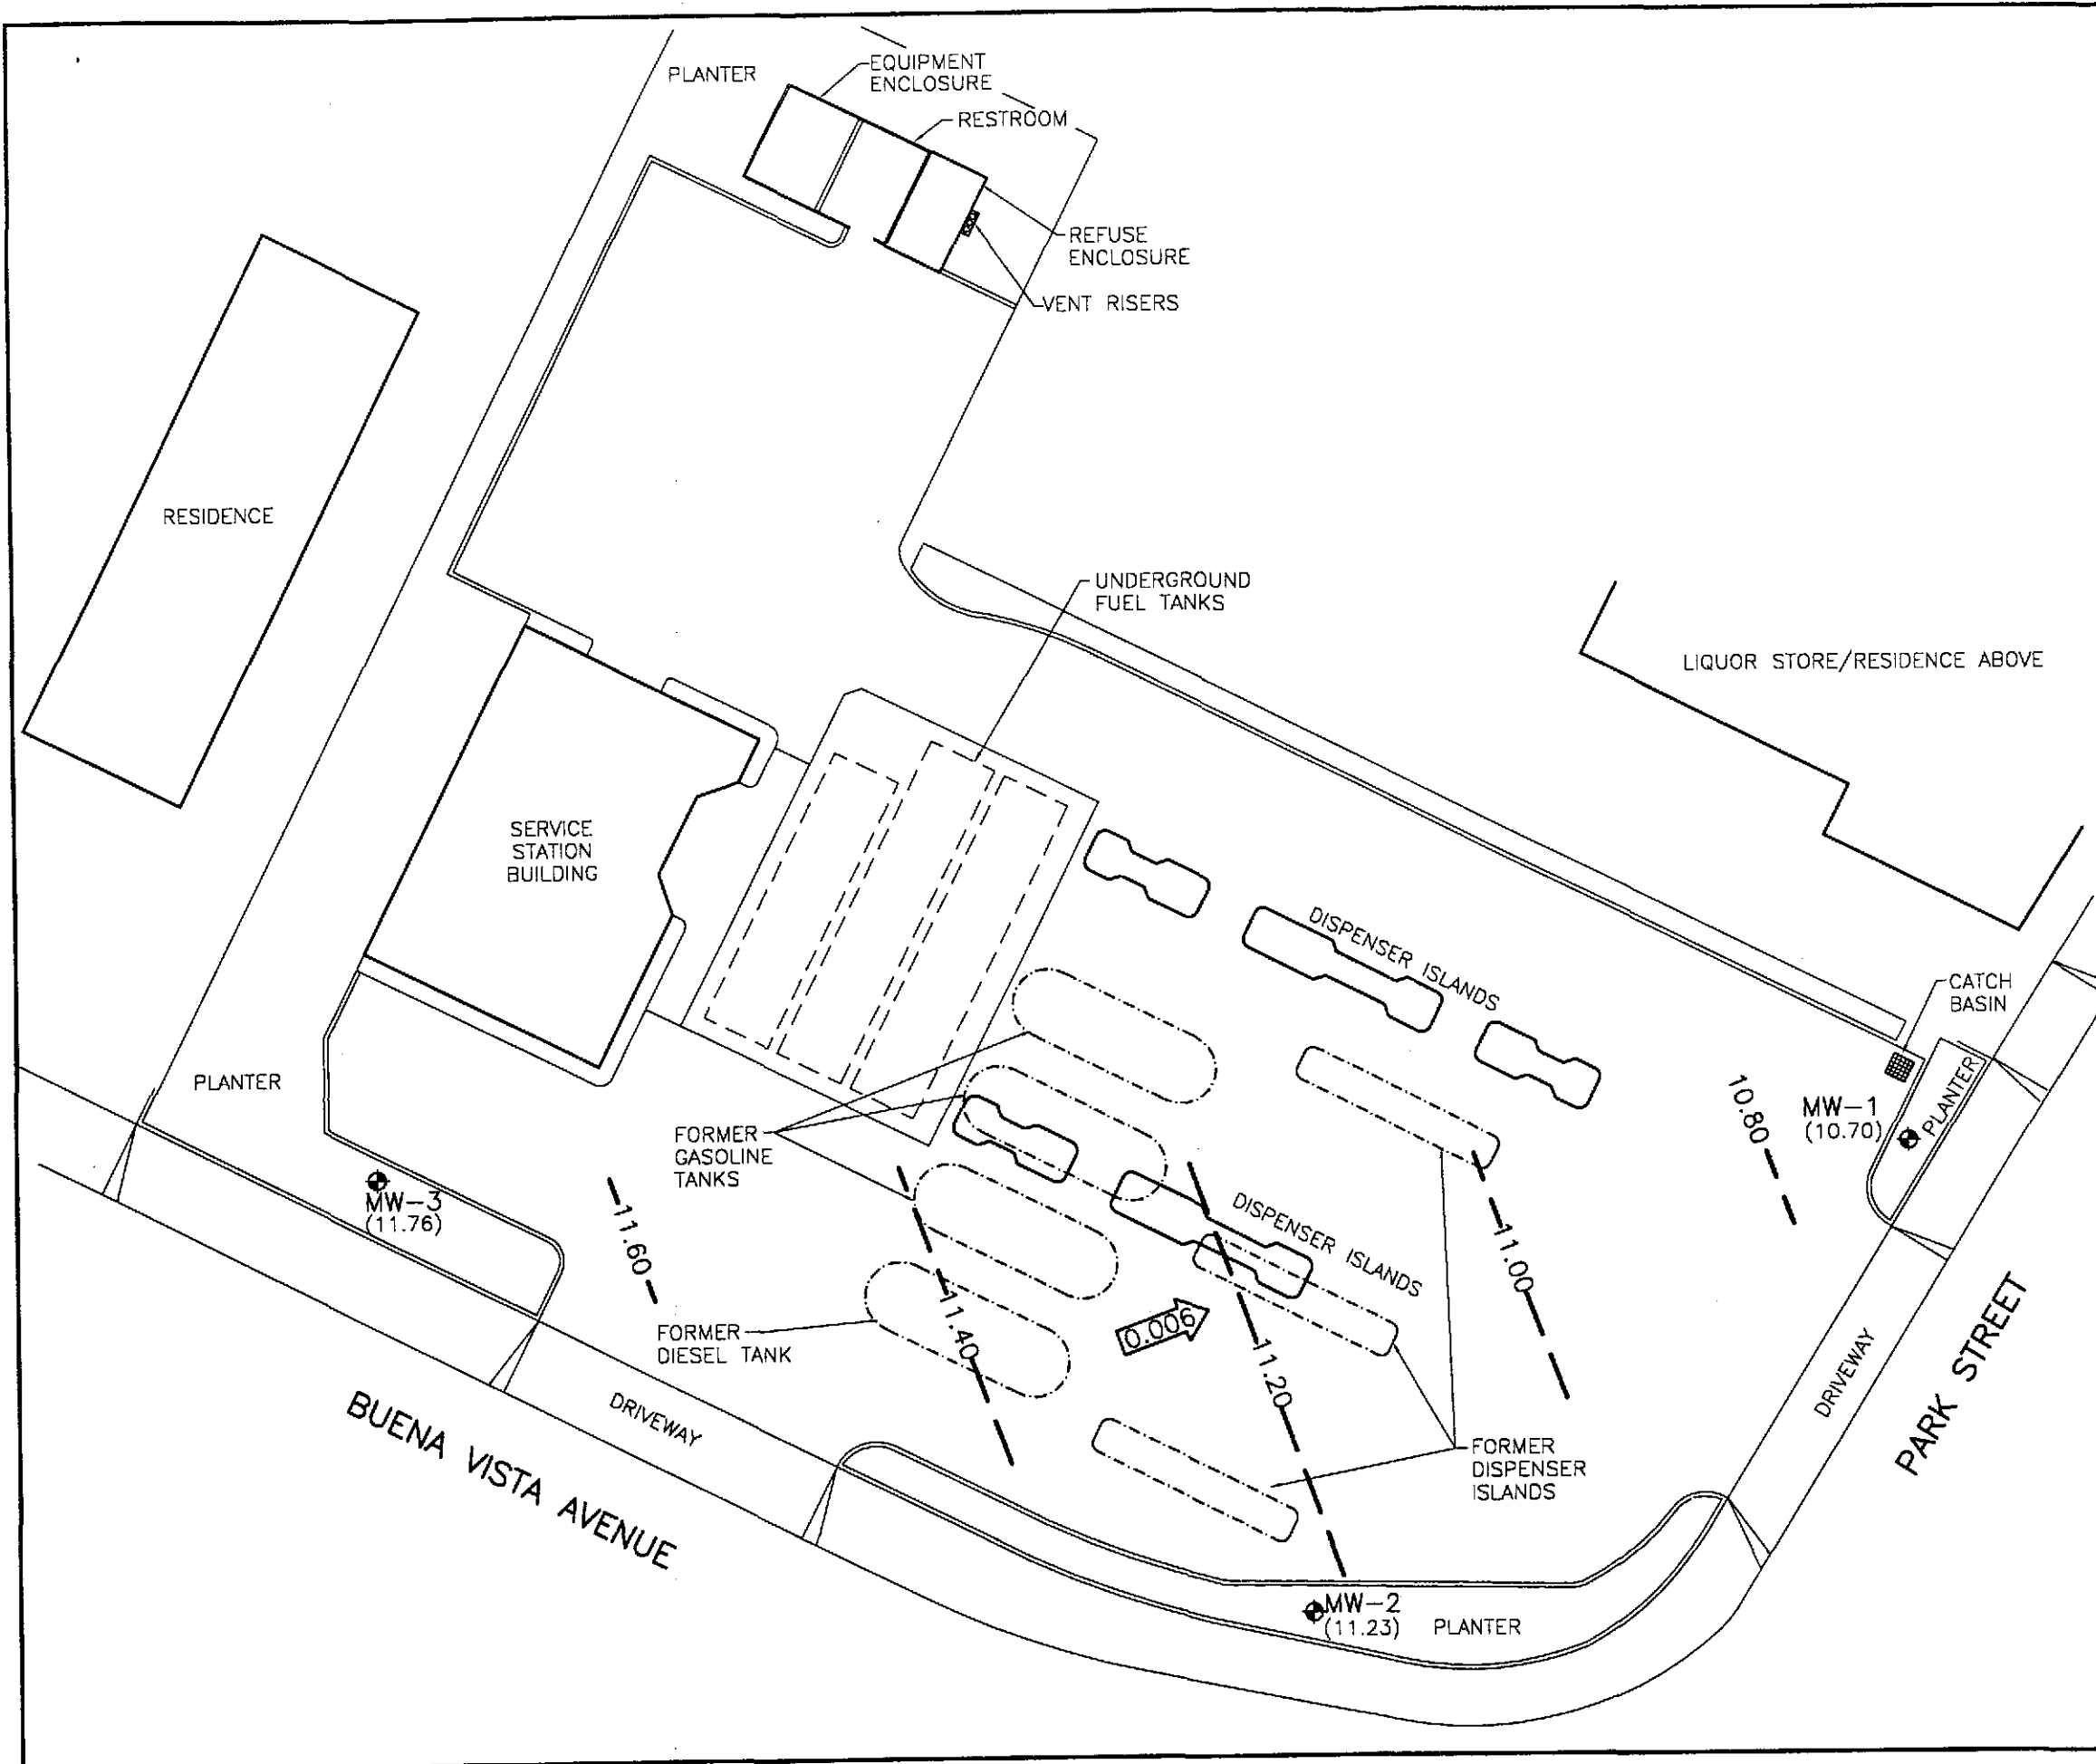 PLANTER
EQUIPMENT
ENCLOSURE
RESTROOM
REFUSE
ENCLOSURE
VENT RISERS
RESIDENCE
UNDERGROUND
FUEL TANKS
LIQUOR STORE/RESIDENCE ABOVE
SERVICE
STATION
BUILDING
DISPENSER ISLANDS
CATCH
BASIN
PLANTER
PLANTER
10.80
MW-1
(10.70)
FORMER
GASOLINE
TANKS
MW-3
(11.76)
11.60
DISPENSER ISLANDS
11.00
FORMER
DIESEL TANK
11.40
0.006
11.20
DRIVEWAY
PARK STREET
BUENA VISTA AVENUE
DRIVEWAY
FORMER
DISPENSER
ISLANDS
MW-2
(11.23)
PLANTER